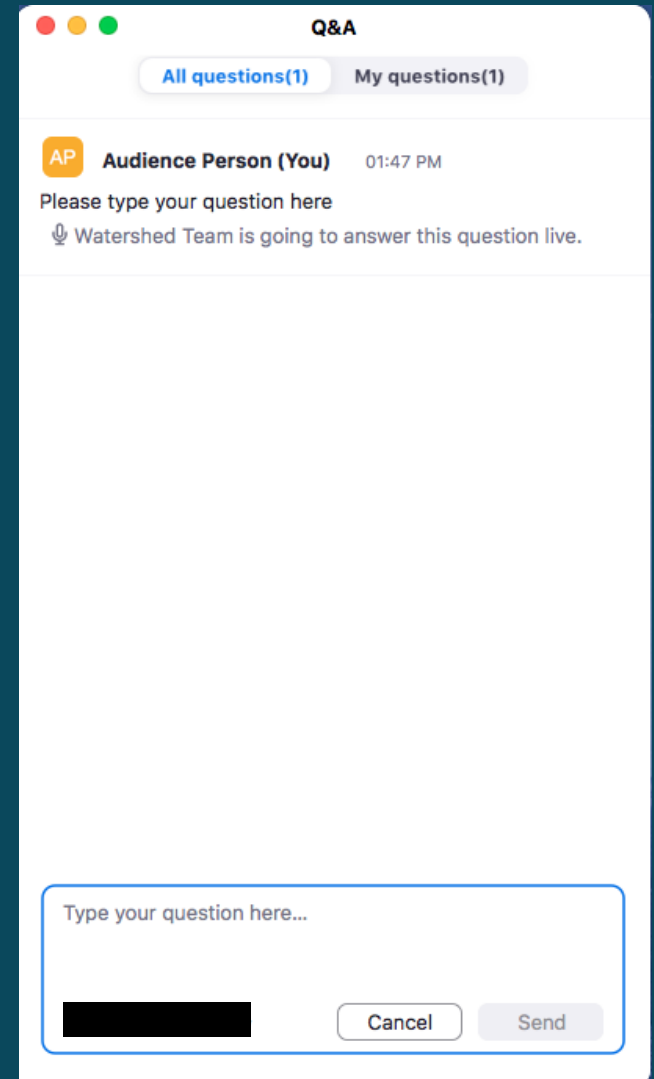 Q&A
All questions(1) My questions(1)
AP Audience Person (You) 01:47 PM
Please type your question here
Watershed Team is going to answer this question live.
Type your question here...
Cancel Send